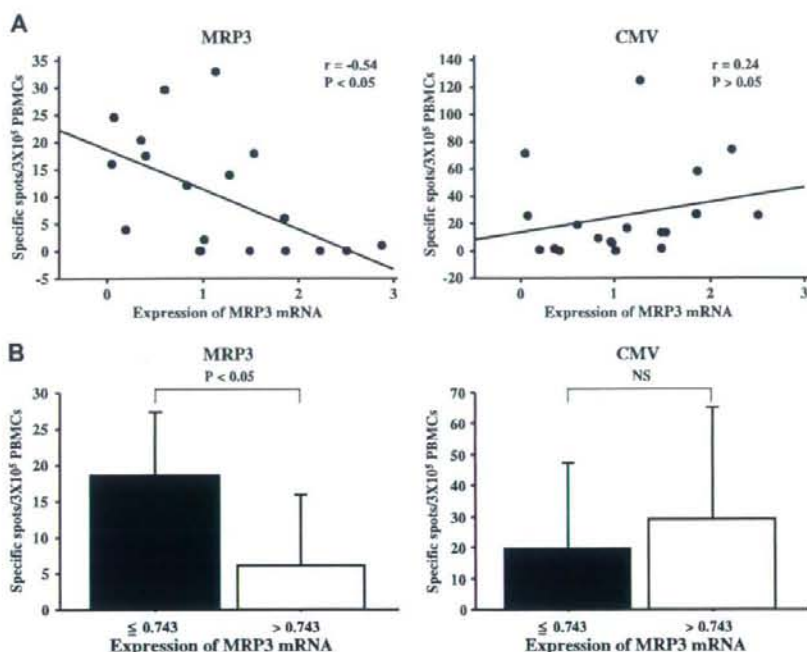 A
MRP3
r = -0.54
P < 0.05
Specific spots/3X10⁵ PBMCs
35
30
25
20
15
10
5
0
-5
0 1 2 3
Expression of MRP3 mRNA
CMV
r = 0.24
P > 0.05
Specific spots/3X10⁵ PBMCs
140
120
100
80
60
40
20
0
-20
0 1 2 3
Expression of MRP3 mRNA
B
MRP3
P < 0.05
Specific spots/3X10⁵ PBMCs
30
25
20
15
10
5
0
≦ 0.743 > 0.743
Expression of MRP3 mRNA
CMV
NS
Specific spots/3X10⁵ PBMCs
70
60
50
40
30
20
10
0
≦ 0.743 > 0.743
Expression of MRP3 mRNA